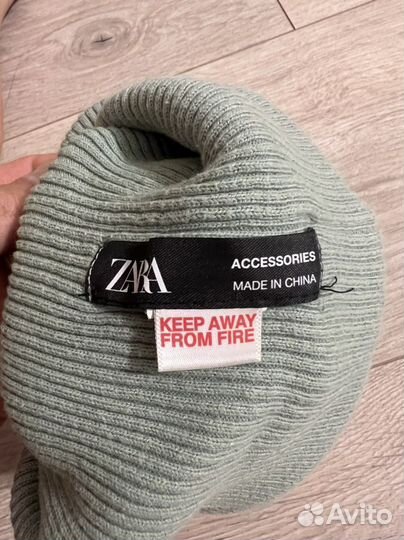 ZARA
ACCESSORIES
MADE IN CHINA
KEEP AWAY
FROM FIRE
Avito